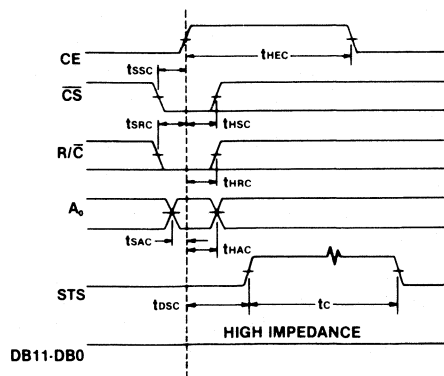 CE
tHEC
tSSC
CS
tSRC
tHSC
R/C
tHRC
A₀
tSAC
tHAC
STS
tDSC
tC
HIGH IMPEDANCE
DB11-DB0